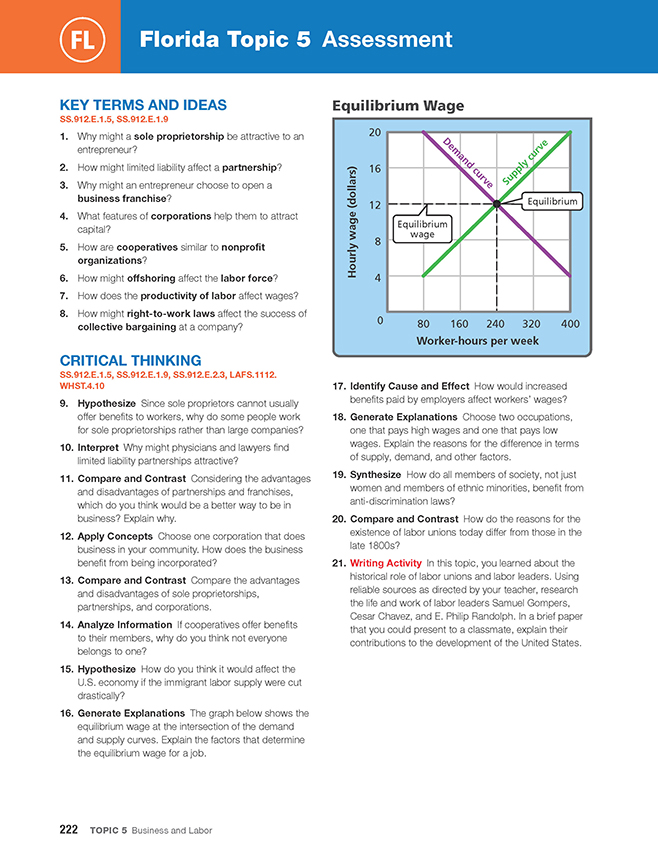 FL
Florida Topic 5 Assessment
KEY TERMS AND IDEAS
SS.912.E.1.5, SS.912.E.1.9
1. Why might a sole proprietorship be attractive to an
entrepreneur?
2. How might limited liability affect a partnership?
3. Why might an entrepreneur choose to open a
business franchise?
4. What features of corporations help them to attract
capital?
5. How are cooperatives similar to nonprofit
organizations?
6. How might offshoring affect the labor force?
7. How does the productivity of labor affect wages?
8. How might right-to-work laws affect the success of
collective bargaining at a company?
CRITICAL THINKING
SS.912.E.1.5, SS.912.E.1.9, SS.912.E.2.3, LAFS.1112.
WHST.4.10
9. Hypothesize Since sole proprietors cannot usually
offer benefits to workers, why do some people work
for sole proprietorships rather than large companies?
10. Interpret Why might physicians and lawyers find
limited liability partnerships attractive?
11. Compare and Contrast Considering the advantages
and disadvantages of partnerships and franchises,
which do you think would be a better way to be in
business? Explain why.
12. Apply Concepts Choose one corporation that does
business in your community. How does the business
benefit from being incorporated?
13. Compare and Contrast Compare the advantages
and disadvantages of sole proprietorships,
partnerships, and corporations.
14. Analyze Information If cooperatives offer benefits
to their members, why do you think not everyone
belongs to one?
15. Hypothesize How do you think it would affect the
U.S. economy if the immigrant labor supply were cut
drastically?
16. Generate Explanations The graph below shows the
equilibrium wage at the intersection of the demand
and supply curves. Explain the factors that determine
the equilibrium wage for a job.
Equilibrium Wage
Hourly wage (dollars)
20
16
12
8
4
0
80 160 240 320 400
Worker-hours per week
Demand curve
Supply curve
Equilibrium
Equilibrium
wage
17. Identify Cause and Effect How would increased
benefits paid by employers affect workers' wages?
18. Generate Explanations Choose two occupations,
one that pays high wages and one that pays low
wages. Explain the reasons for the difference in terms
of supply, demand, and other factors.
19. Synthesize How do all members of society, not just
women and members of ethnic minorities, benefit from
anti-discrimination laws?
20. Compare and Contrast How do the reasons for the
existence of labor unions today differ from those in the
late 1800s?
21. Writing Activity In this topic, you learned about the
historical role of labor unions and labor leaders. Using
reliable sources as directed by your teacher, research
the life and work of labor leaders Samuel Gompers,
Cesar Chavez, and E. Philip Randolph. In a brief paper
that you could present to a classmate, explain their
contributions to the development of the United States.
222 TOPIC 5 Business and Labor